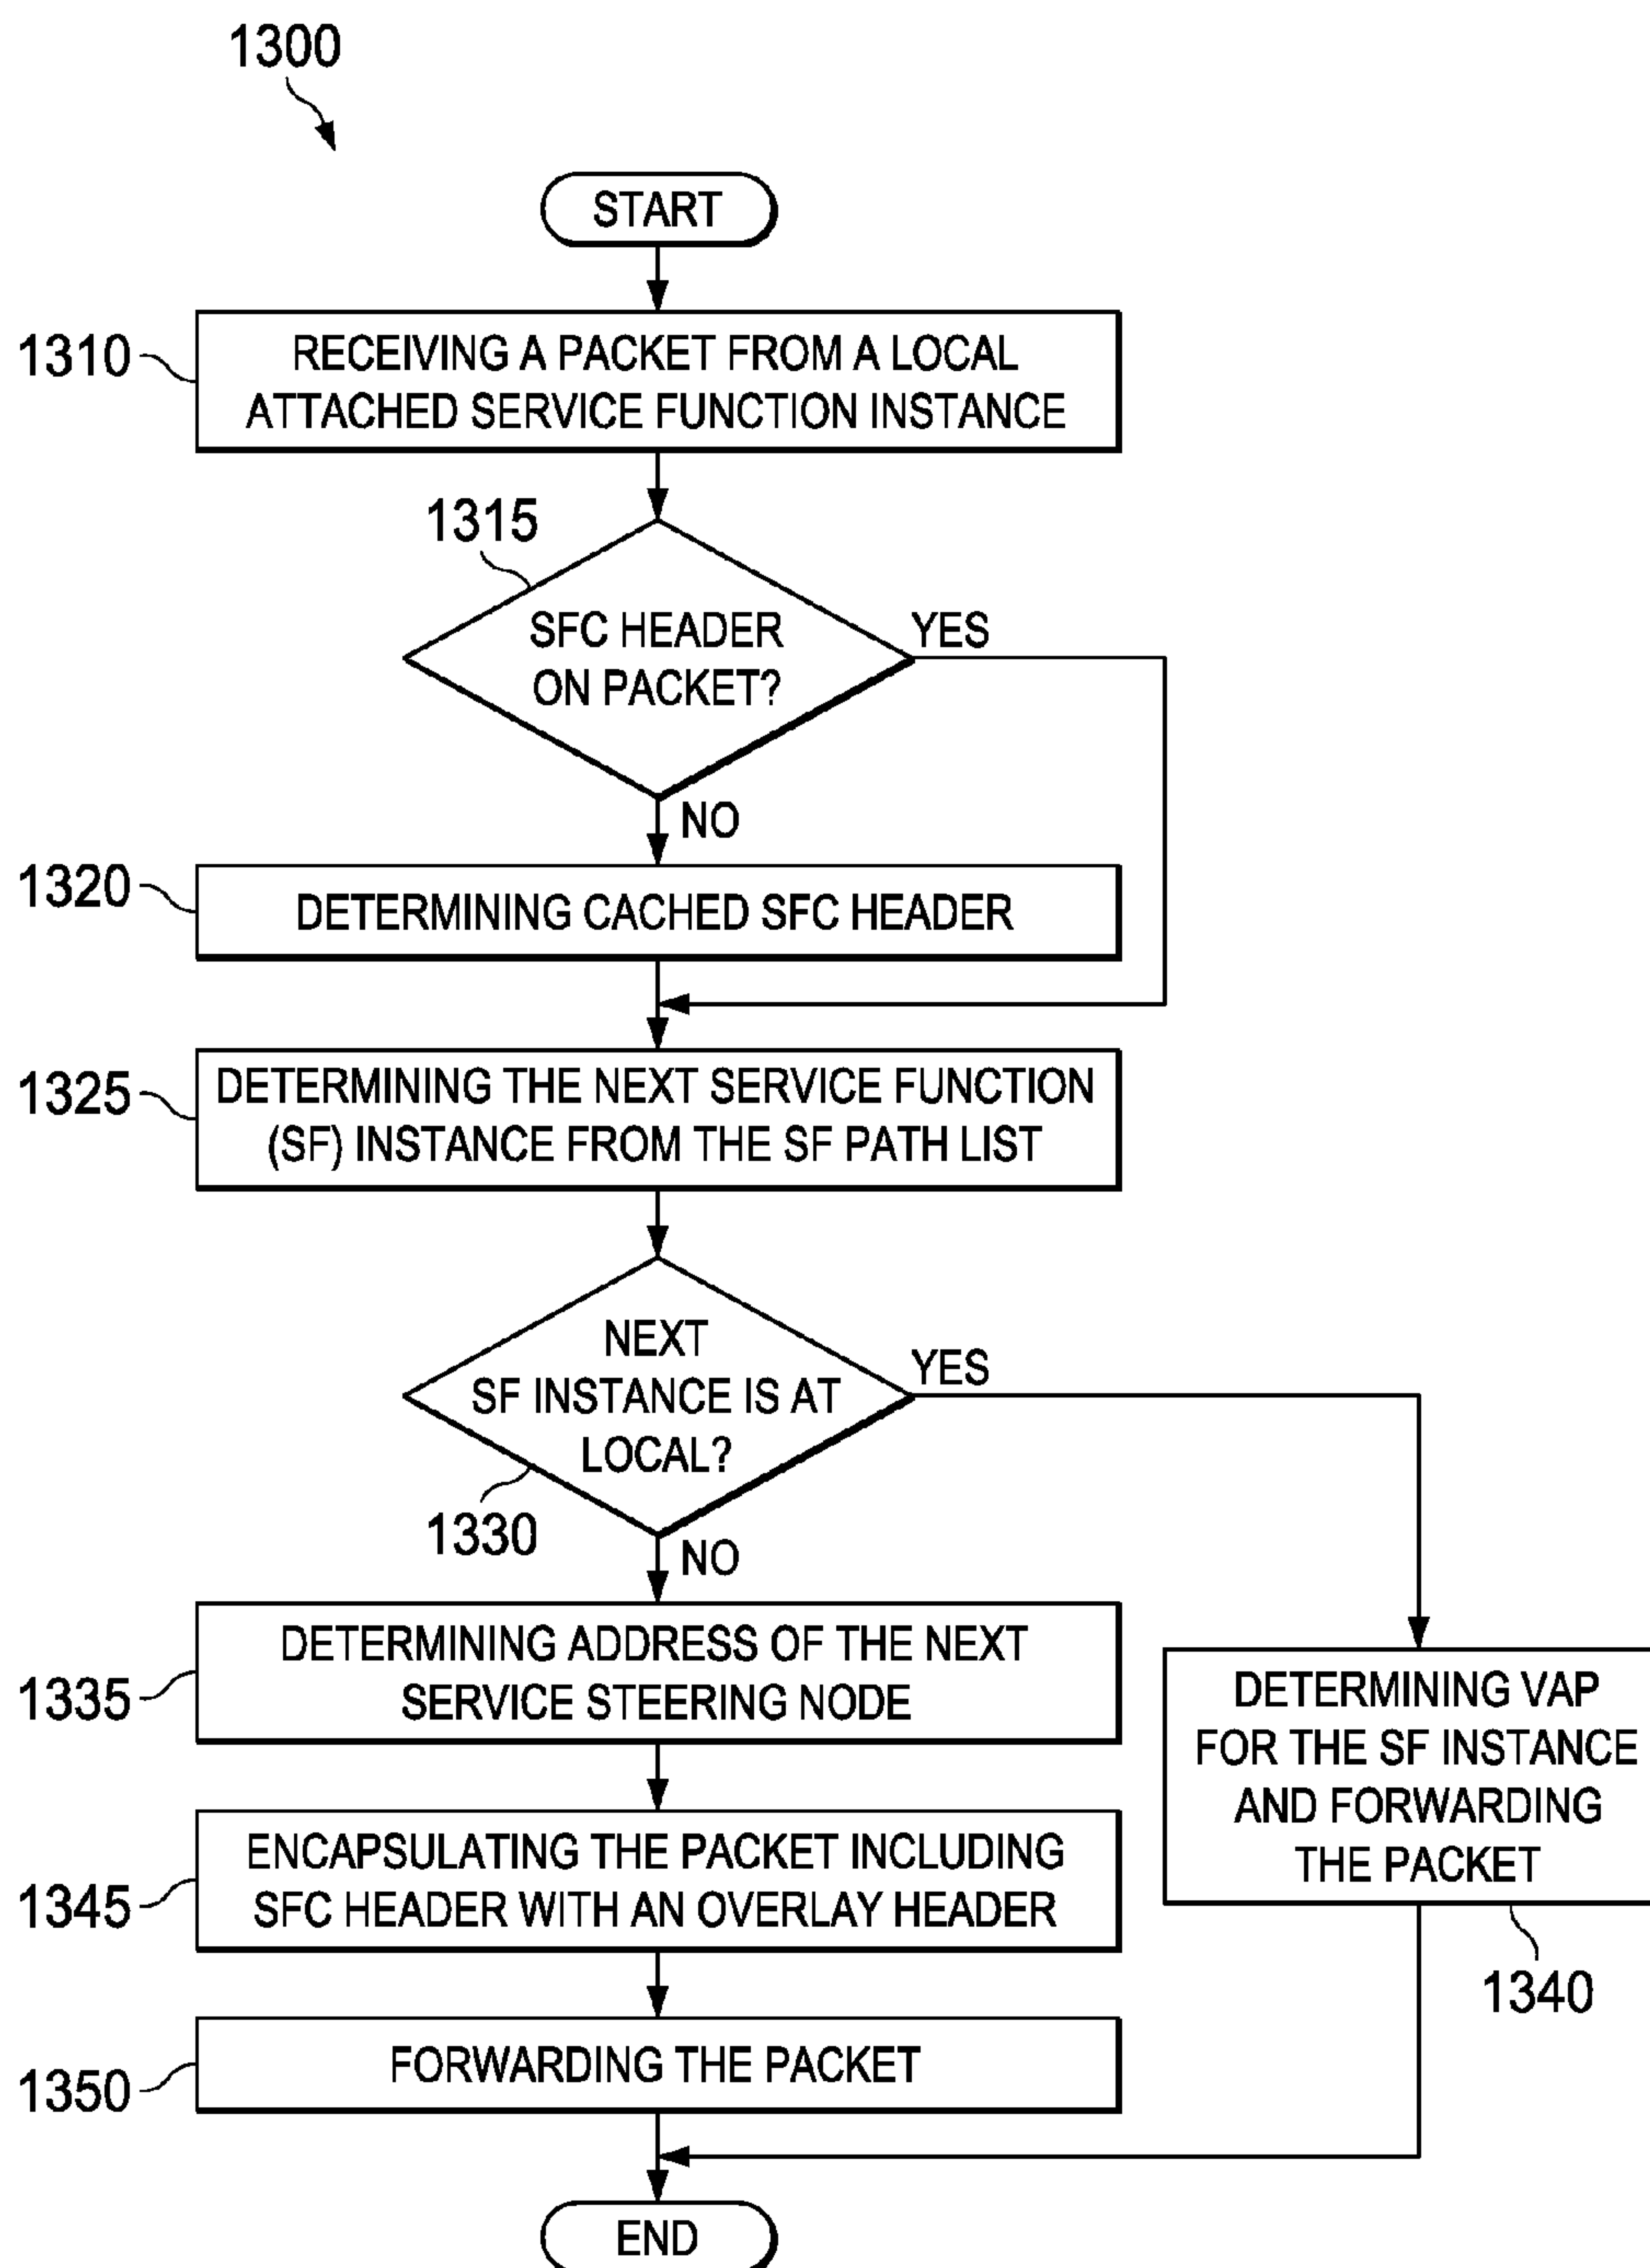 1300
START
1310
RECEIVING A PACKET FROM A LOCAL
ATTACHED SERVICE FUNCTION INSTANCE
1315
SFC HEADER
ON PACKET?
YES
NO
1320
DETERMINING CACHED SFC HEADER
1325
DETERMINING THE NEXT SERVICE FUNCTION
(SF) INSTANCE FROM THE SF PATH LIST
NEXT
SF INSTANCE IS AT
LOCAL?
YES
1330
NO
1335
DETERMINING ADDRESS OF THE NEXT
SERVICE STEERING NODE
DETERMINING VAP
FOR THE SF INSTANCE
AND FORWARDING
THE PACKET
1340
1345
ENCAPSULATING THE PACKET INCLUDING
SFC HEADER WITH AN OVERLAY HEADER
1350
FORWARDING THE PACKET
END